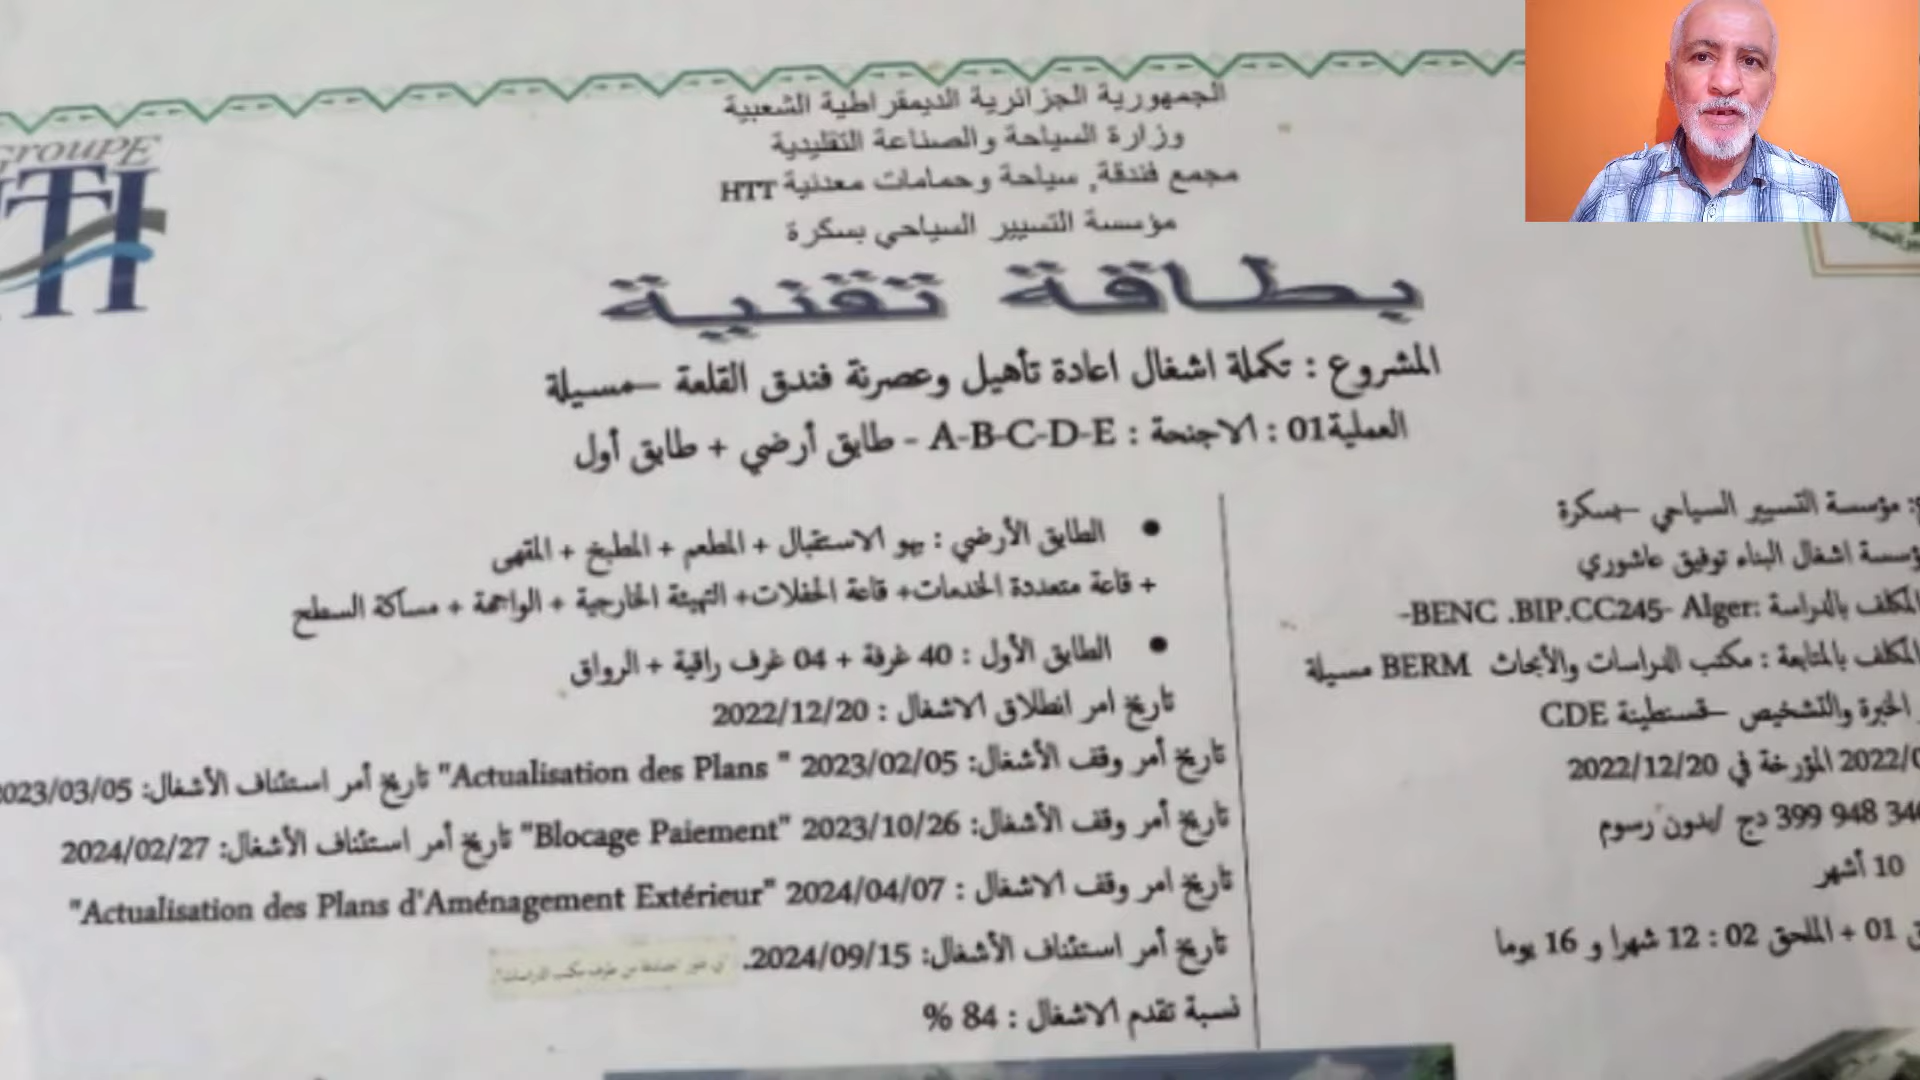 GROUPE
HTT
الجمهورية الجزائرية الديمقراطية الشعبية
وزارة السياحة والصناعة التقليدية
مجمع فندقة, سياحة وحمامات معدنية HTT
مؤسسة التسيير السياحي بسكرة
بطاقة تقنية
المشروع : تكملة اشغال اعادة تأهيل وعصرنة فندق القلعة –مسيلة
العملية01 : الاجنحة : A-B-C-D-E - طابق أرضي + طابق أول
مؤسسة التسيير السياحي –بسكرة
اشغال البناء توفيق عاشوري
المكلف بالدراسة :BENC .BIP.CC245- Alger-
المكلف بالمتابعة : مكتب الدراسات والأبحاث BERM مسيلة
الخبرة والتشخيص –قسنطينة CDE
المؤرخة في 2022/12/20
399 948 دج /بدون رسوم
10 أشهر
01 + الملحق 02 : 12 شهرا و 16 يوما
• الطابق الأرضي : بهو الاستقبال + المطعم + المطبخ + المقهى
+ قاعة متعددة الخدمات+ قاعة الحفلات+ التهيئة الخارجية + الواجهة + مساكة السطح
• الطابق الأول : 40 غرفة + 04 غرف راقية + الرواق
تاريخ امر انطلاق الاشغال : 2022/12/20
تاريخ أمر وقف الأشغال: 2023/02/05 "Actualisation des Plans" تاريخ أمر استئناف الأشغال: 2023/03/05
تاريخ أمر وقف الأشغال: 2023/10/26 "Blocage Paiement" تاريخ أمر استئناف الأشغال: 2024/02/27
تاريخ امر وقف الاشغال : 2024/04/07 "Actualisation des Plans d'Aménagement Extérieur"
تاريخ أمر استئناف الأشغال: 2024/09/15.
نسبة تقدم الاشغال : 84 %